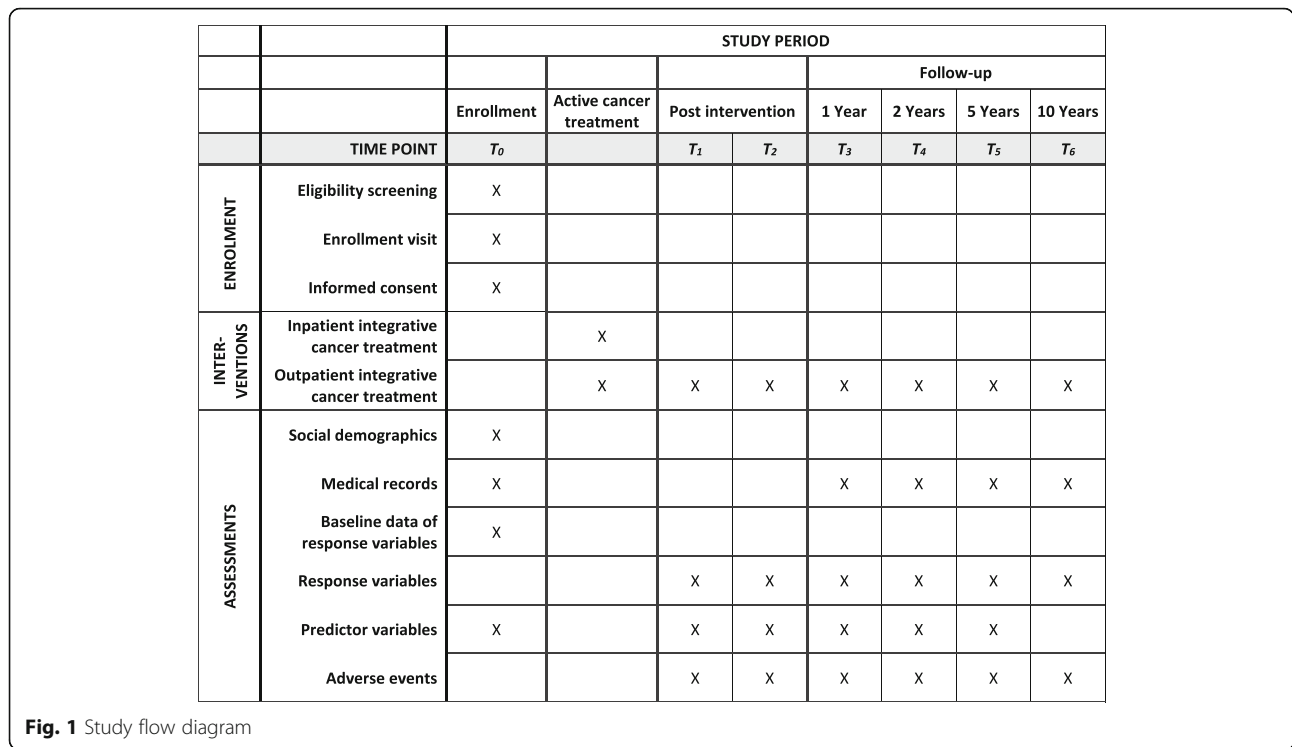 STUDY PERIOD
Follow-up
Enrollment Active cancer treatment Post intervention 1 Year 2 Years 5 Years 10 Years
TIME POINT T₀ T₁ T₂ T₃ T₄ T₅ T₆
ENROLMENT
Eligibility screening X
Enrollment visit X
Informed consent X
INTER-
VENTIONS
Inpatient integrative
cancer treatment X
Outpatient integrative
cancer treatment X X X X X X X
ASSESSMENTS
Social demographics X
Medical records X X X X X
Baseline data of
response variables X
Response variables X X X X X X
Predictor variables X X X X X X
Adverse events X X X X X X
Fig. 1 Study flow diagram